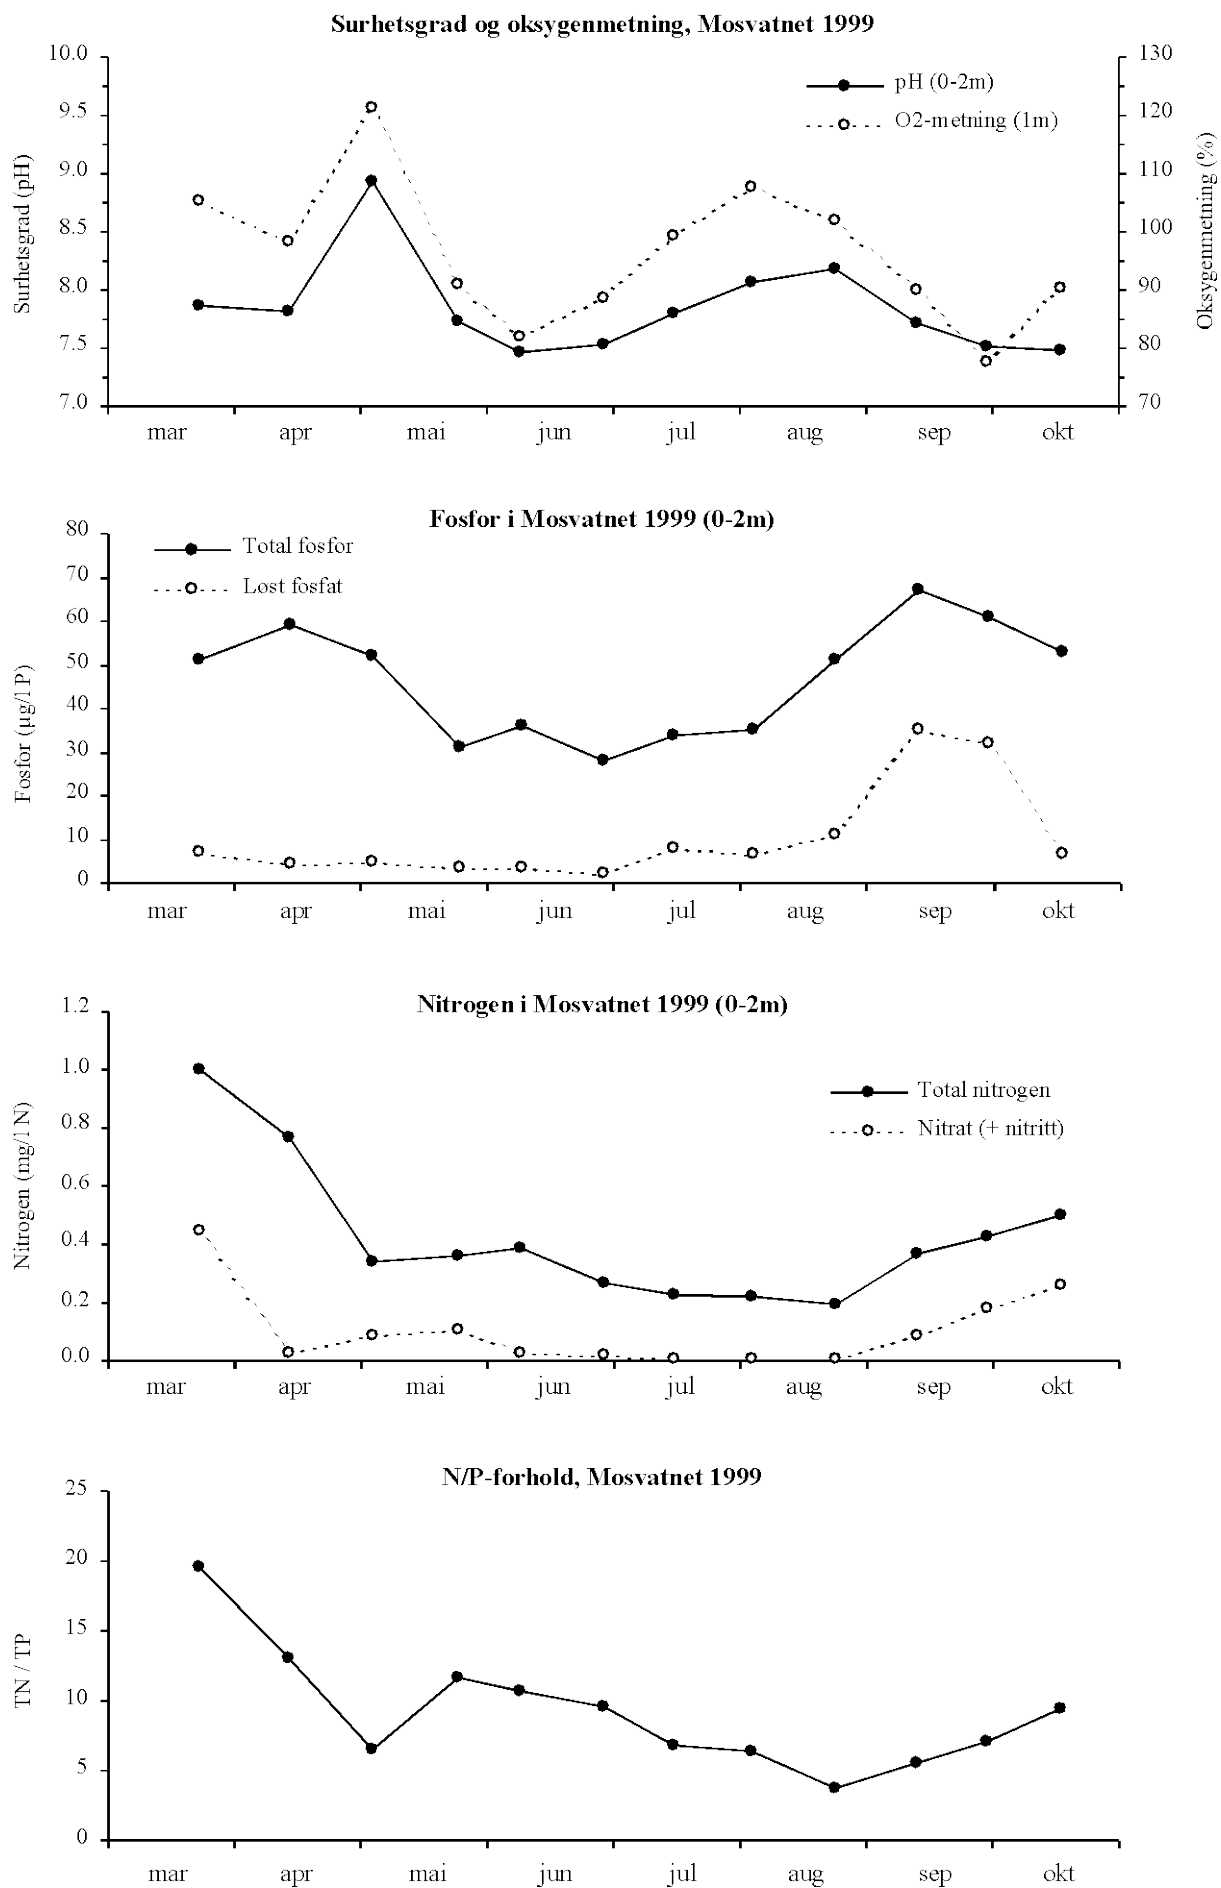 Surhetsgrad og oksygenmetning, Mosvatnet 1999
10.0
9.5
9.0
8.5
8.0
7.5
7.0
Surhetsgrad (pH)
pH (0-2m)
O2-metning (1m)
130
120
110
100
90
80
70
Oksygenmetning (%)
mar apr mai jun jul aug sep okt
Fosfor i Mosvatnet 1999 (0-2m)
80
70
60
50
40
30
20
10
0
Fosfor (µg/l P)
Total fosfor
Løst fosfat
mar apr mai jun jul aug sep okt
Nitrogen i Mosvatnet 1999 (0-2m)
1.2
1.0
0.8
0.6
0.4
0.2
0.0
Nitrogen (mg/l N)
Total nitrogen
Nitrat (+ nitritt)
mar apr mai jun jul aug sep okt
N/P-forhold, Mosvatnet 1999
25
20
15
10
5
0
TN / TP
mar apr mai jun jul aug sep okt